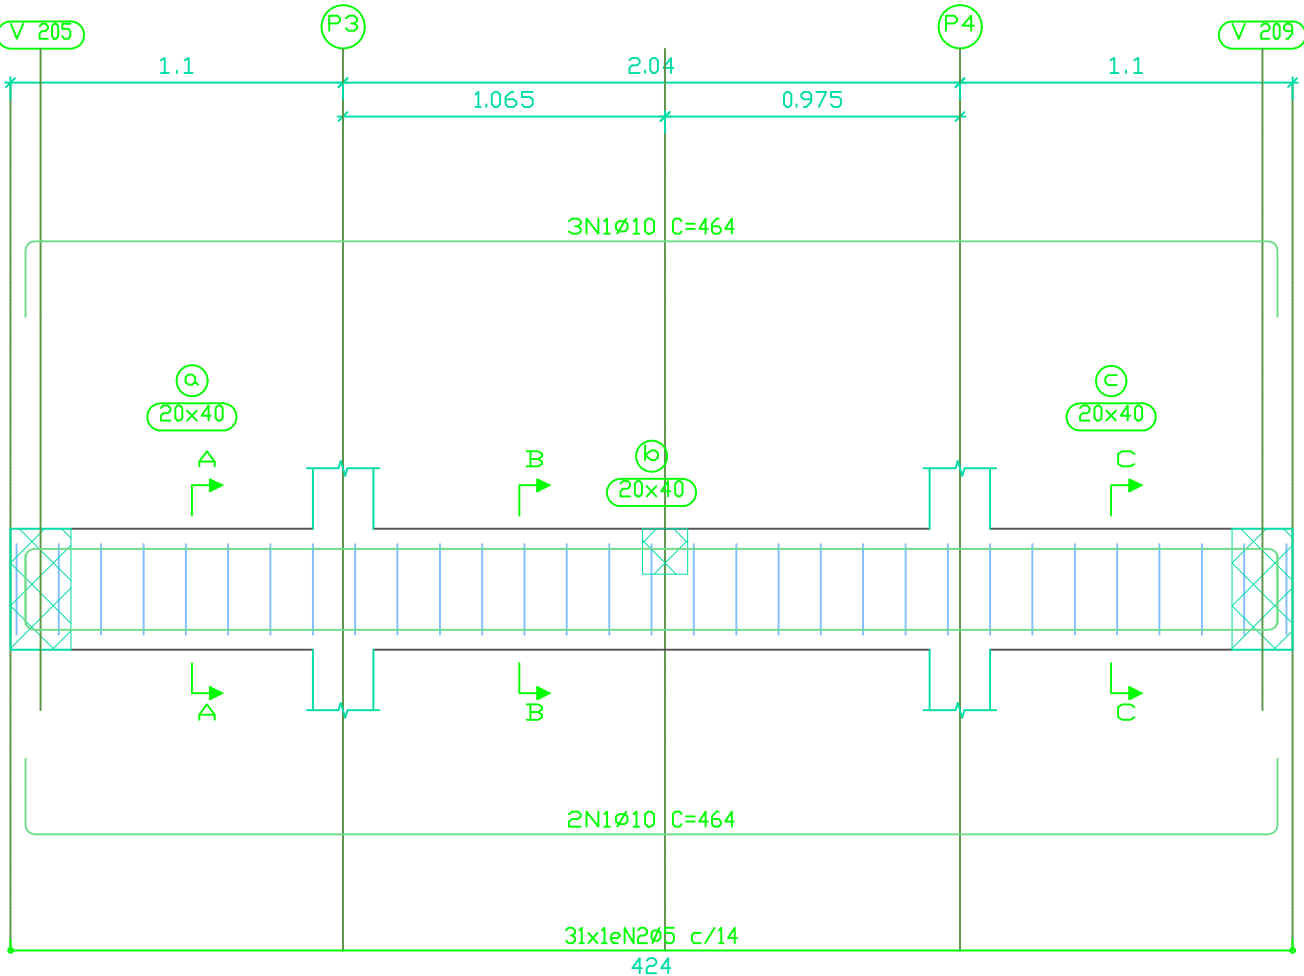 V 205
P3
P4
V 209
1.1
2.04
1.1
1.065
0.975
3N1ø10 C=464
a
20x40
c
20x40
A
B
b
20x40
C
A
B
C
2N1ø10 C=464
31x1eN2ø5 c/14
424